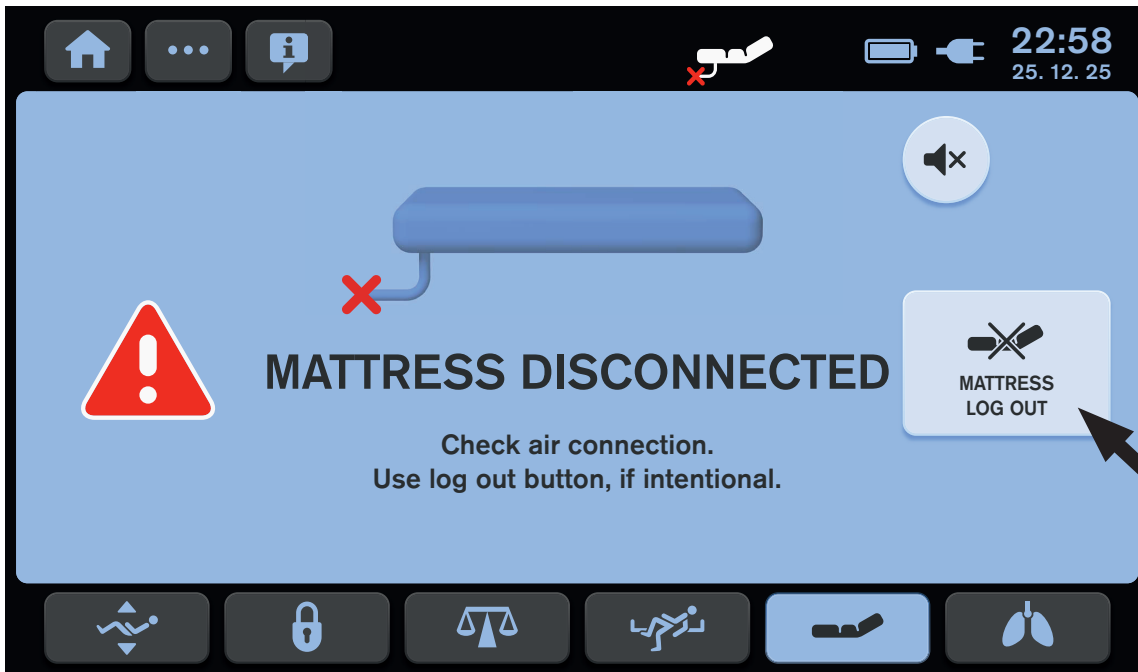 22:58
25. 12. 25
MATTRESS DISCONNECTED
Check air connection.
Use log out button, if intentional.
MATTRESS
LOG OUT